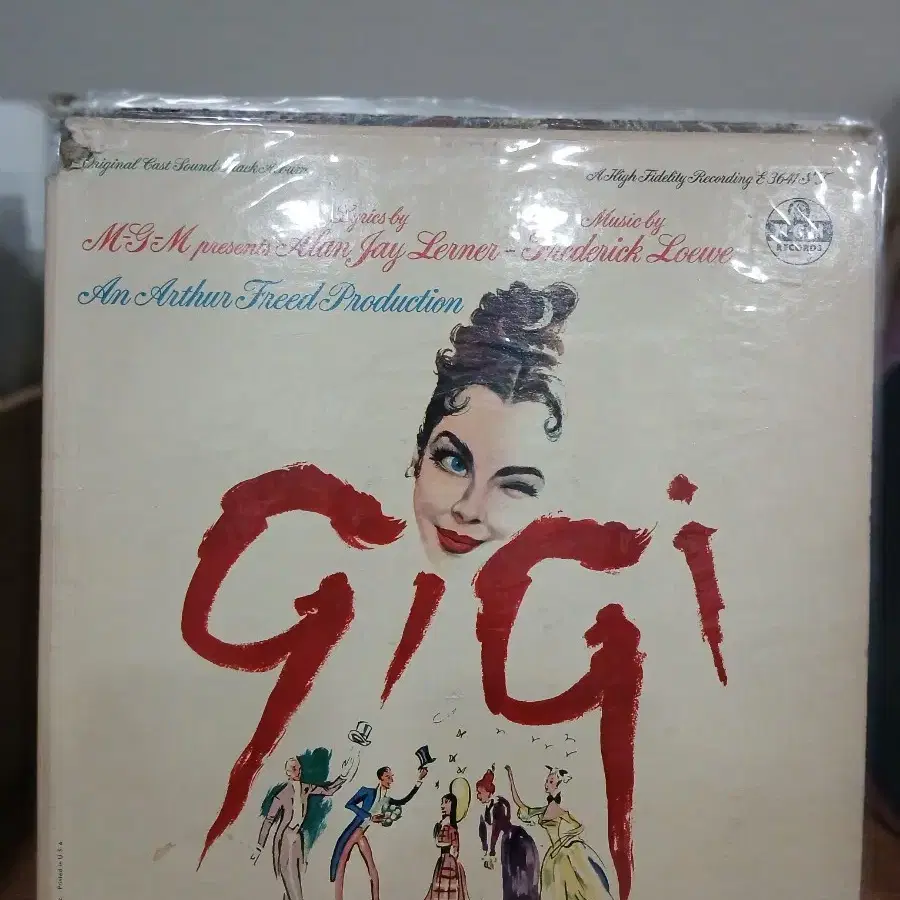 Original Cast Sound Track Album
A High Fidelity Recording E 3641 ST
Lyrics by
Music by
M-G-M presents Alan Jay Lerner - Frederick Loewe
MGM
RECORDS
An Arthur Freed Production
GiGi
Printed in U.S.A